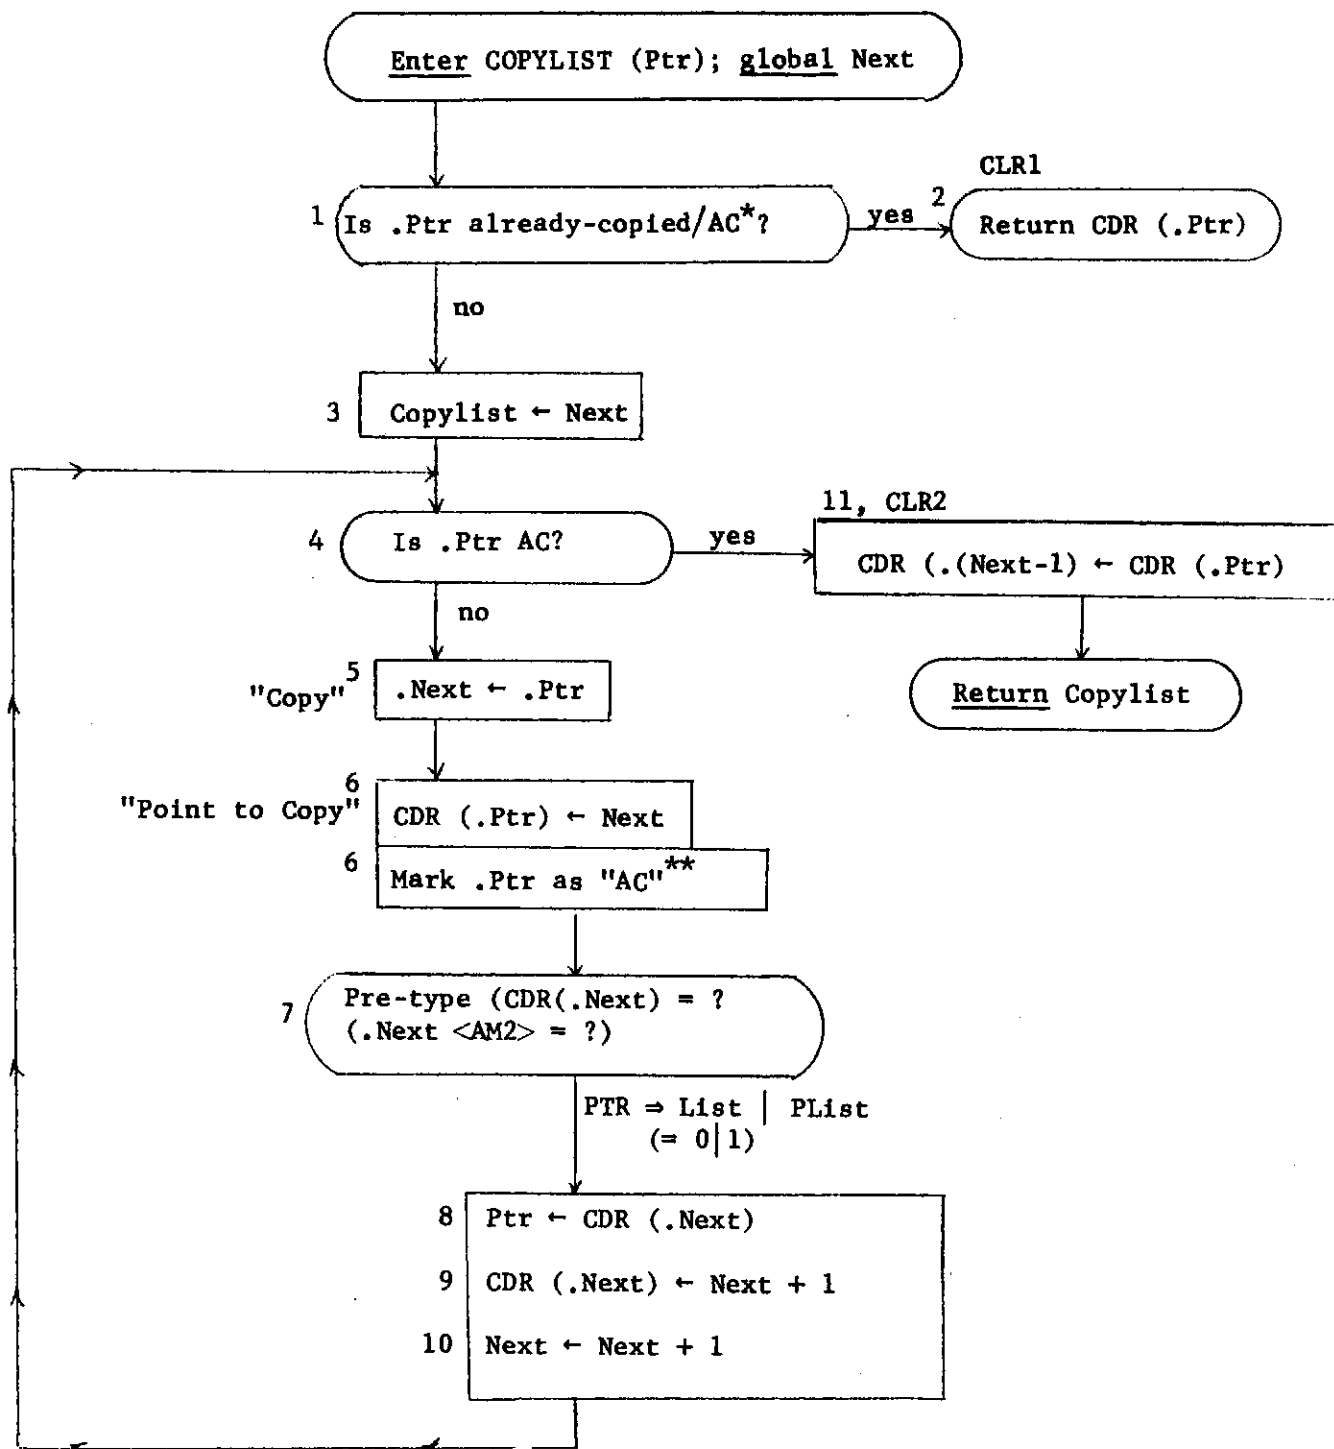 Enter COPYLIST (Ptr); global Next
CLR1
1 Is .Ptr already-copied/AC*?
yes
2 Return CDR (.Ptr)
no
3 Copylist ← Next
11, CLR2
4 Is .Ptr AC?
yes
CDR (.(Next-1) ← CDR (.Ptr)
no
Return Copylist
"Copy" 5 .Next ← .Ptr
"Point to Copy" 6 CDR (.Ptr) ← Next
6 Mark .Ptr as "AC"**
7 Pre-type (CDR(.Next) = ?
(.Next <AM2> = ?)
PTR ⇒ List | PList
(= 0|1)
8 Ptr ← CDR (.Next)
9 CDR (.Next) ← Next + 1
10 Next ← Next + 1